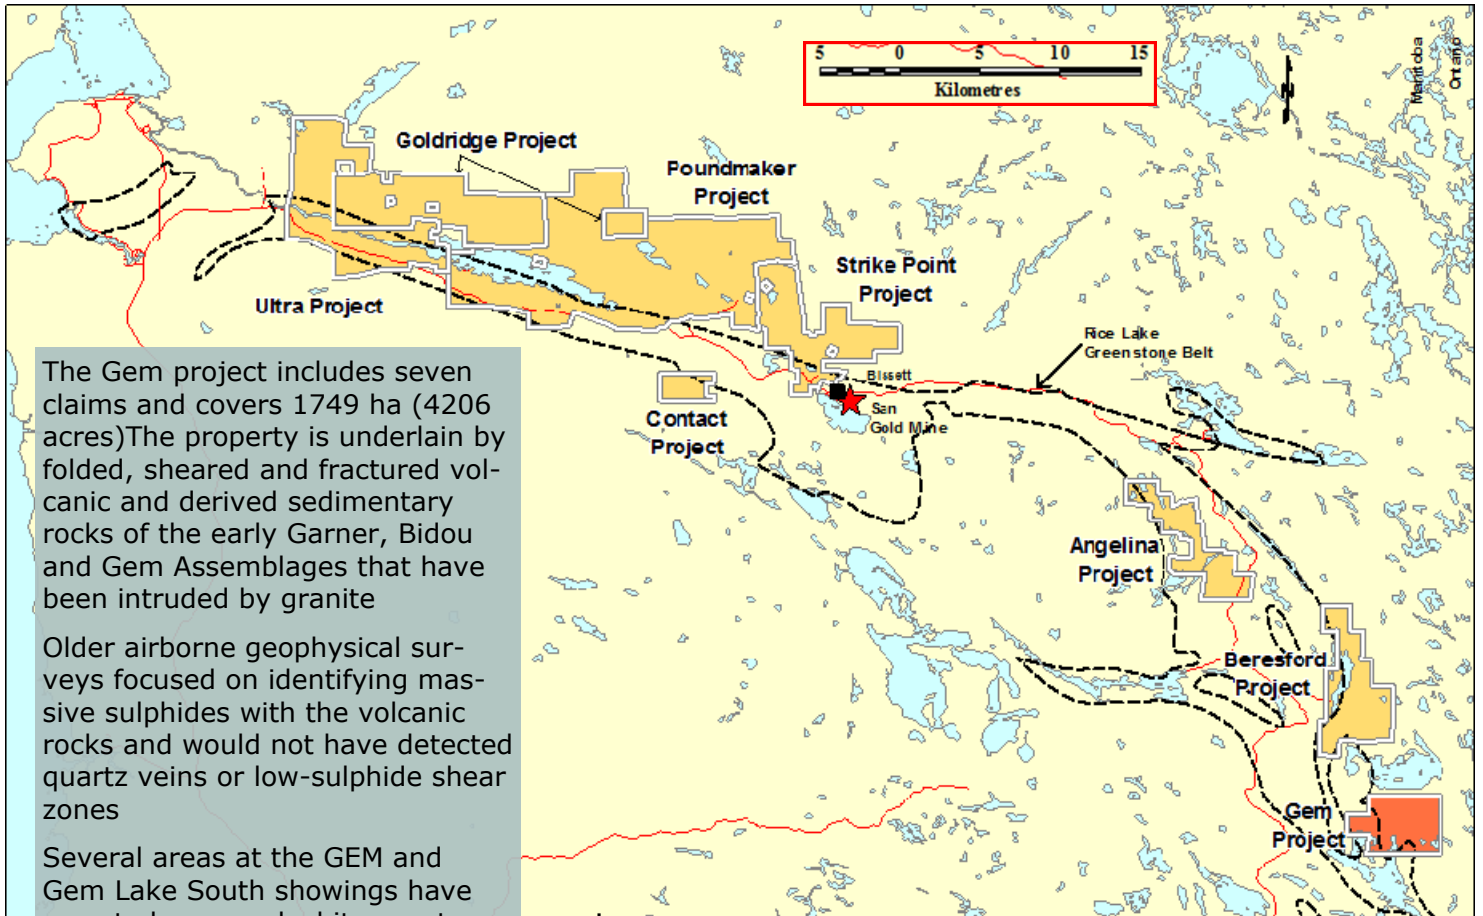 5 0 5 10 15
Kilometres
Manitoba
Ontario
Goldridge Project
Poundmaker
Project
Strike Point
Project
Ultra Project
Rice Lake
Greenstone Belt
Bissett
San
Gold Mine
Contact
Project
Angelina
Project
Beresford
Project
Gem
Project
The Gem project includes seven
claims and covers 1749 ha (4206
acres)The property is underlain by
folded, sheared and fractured vol-
canic and derived sedimentary
rocks of the early Garner, Bidou
and Gem Assemblages that have
been intruded by granite
Older airborne geophysical sur-
veys focused on identifying mas-
sive sulphides with the volcanic
rocks and would not have detected
quartz veins or low-sulphide shear
zones
Several areas at the GEM and
Gem Lake South showings have